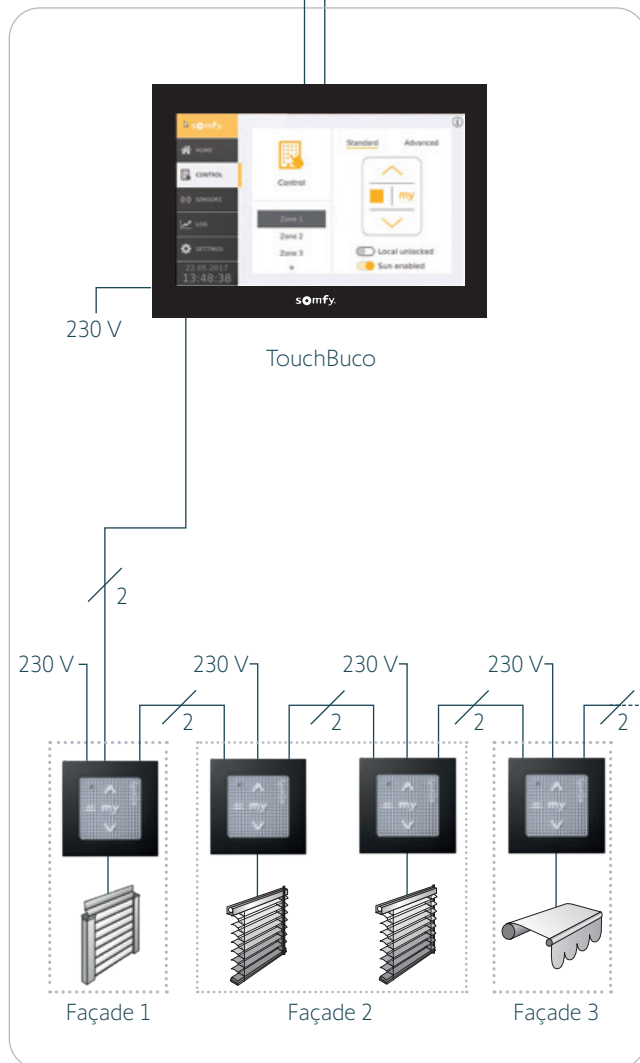 somfy.
HOME
CONTROL
SENSORS
LOG
SETTINGS
22.05.2017
13:48:38
Control
Zone 1
Zone 2
Zone 3
Standard Advanced
my
Local unlocked
Sun enabled
somfy.
230 V
TouchBuco
2
230 V 230 V 230 V 230 V
2 2 2 2
my my my my
Façade 1 Façade 2 Façade 3